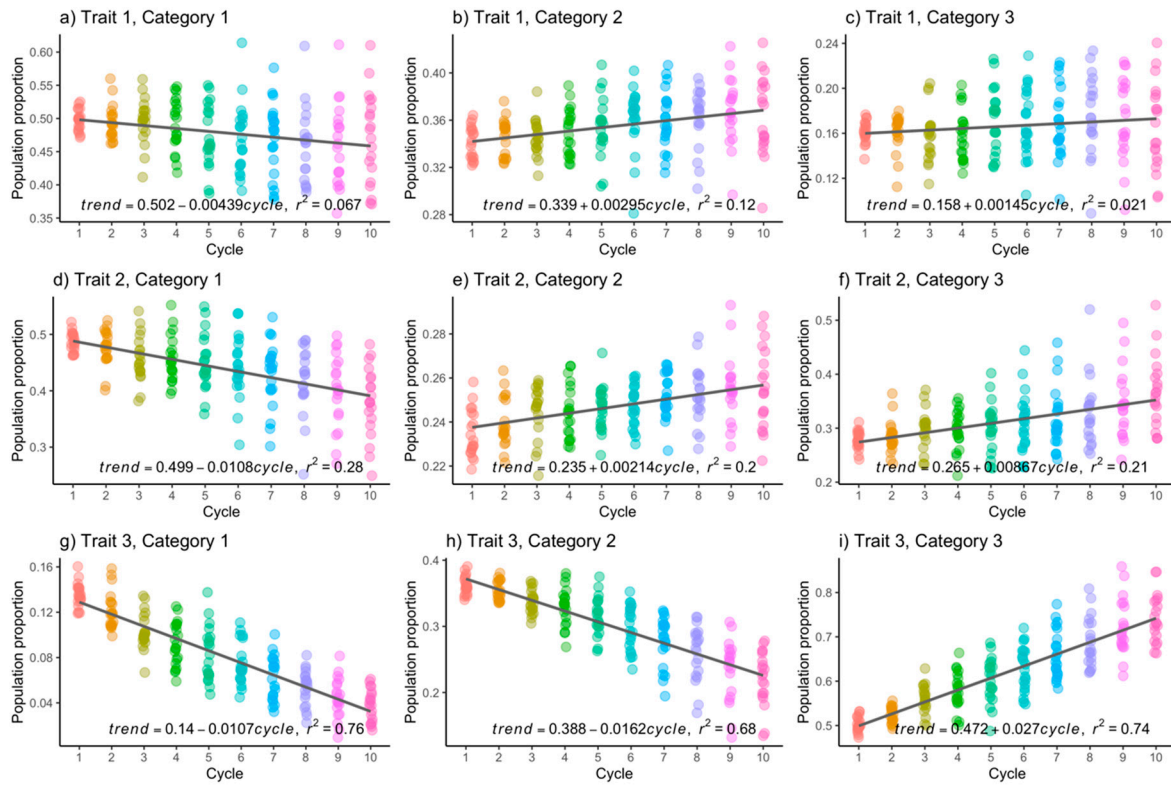 a) Trait 1, Category 1
Population proportion
0.60
0.55
0.50
0.45
0.40
0.35
trend = 0.502 − 0.00439cycle, r² = 0.067
1 2 3 4 5 6 7 8 9 10
Cycle
b) Trait 1, Category 2
Population proportion
0.40
0.36
0.32
0.28
trend = 0.339 + 0.00295cycle, r² = 0.12
1 2 3 4 5 6 7 8 9 10
Cycle
c) Trait 1, Category 3
Population proportion
0.24
0.20
0.16
0.12
trend = 0.158 + 0.00145cycle, r² = 0.021
1 2 3 4 5 6 7 8 9 10
Cycle
d) Trait 2, Category 1
Population proportion
0.5
0.4
0.3
trend = 0.499 − 0.0108cycle, r² = 0.28
1 2 3 4 5 6 7 8 9 10
Cycle
e) Trait 2, Category 2
Population proportion
0.28
0.26
0.24
0.22
trend = 0.235 + 0.00214cycle, r² = 0.2
1 2 3 4 5 6 7 8 9 10
Cycle
f) Trait 2, Category 3
Population proportion
0.5
0.4
0.3
0.2
trend = 0.265 + 0.00867cycle, r² = 0.21
1 2 3 4 5 6 7 8 9 10
Cycle
g) Trait 3, Category 1
Population proportion
0.16
0.12
0.08
0.04
trend = 0.14 − 0.0107cycle, r² = 0.76
1 2 3 4 5 6 7 8 9 10
Cycle
h) Trait 3, Category 2
Population proportion
0.4
0.3
0.2
trend = 0.388 − 0.0162cycle, r² = 0.68
1 2 3 4 5 6 7 8 9 10
Cycle
i) Trait 3, Category 3
Population proportion
0.8
0.7
0.6
0.5
trend = 0.472 + 0.027cycle, r² = 0.74
1 2 3 4 5 6 7 8 9 10
Cycle